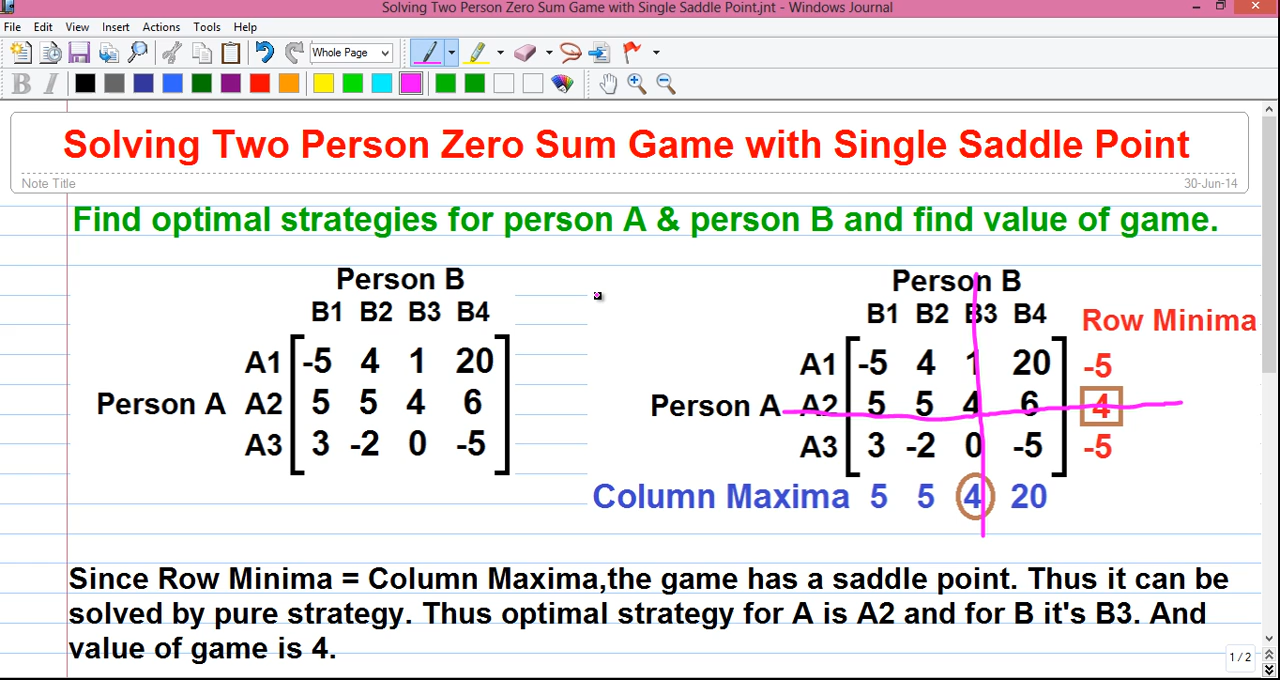 Solving Two Person Zero Sum Game with Single Saddle Point.jnt - Windows Journal
File Edit View Insert Actions Tools Help
Whole Page
B I
Solving Two Person Zero Sum Game with Single Saddle Point
Note Title 30-Jun-14
Find optimal strategies for person A & person B and find value of game.
Person B
B1 B2 B3 B4
A1 -5 4 1 20
Person A A2 5 5 4 6
A3 3 -2 0 -5
Person B
B1 B2 B3 B4 Row Minima
A1 -5 4 1 20 -5
Person A A2 5 5 4 6 4
A3 3 -2 0 -5 -5
Column Maxima 5 5 4 20
Since Row Minima = Column Maxima,the game has a saddle point. Thus it can be
solved by pure strategy. Thus optimal strategy for A is A2 and for B it's B3. And
value of game is 4.
1 / 2